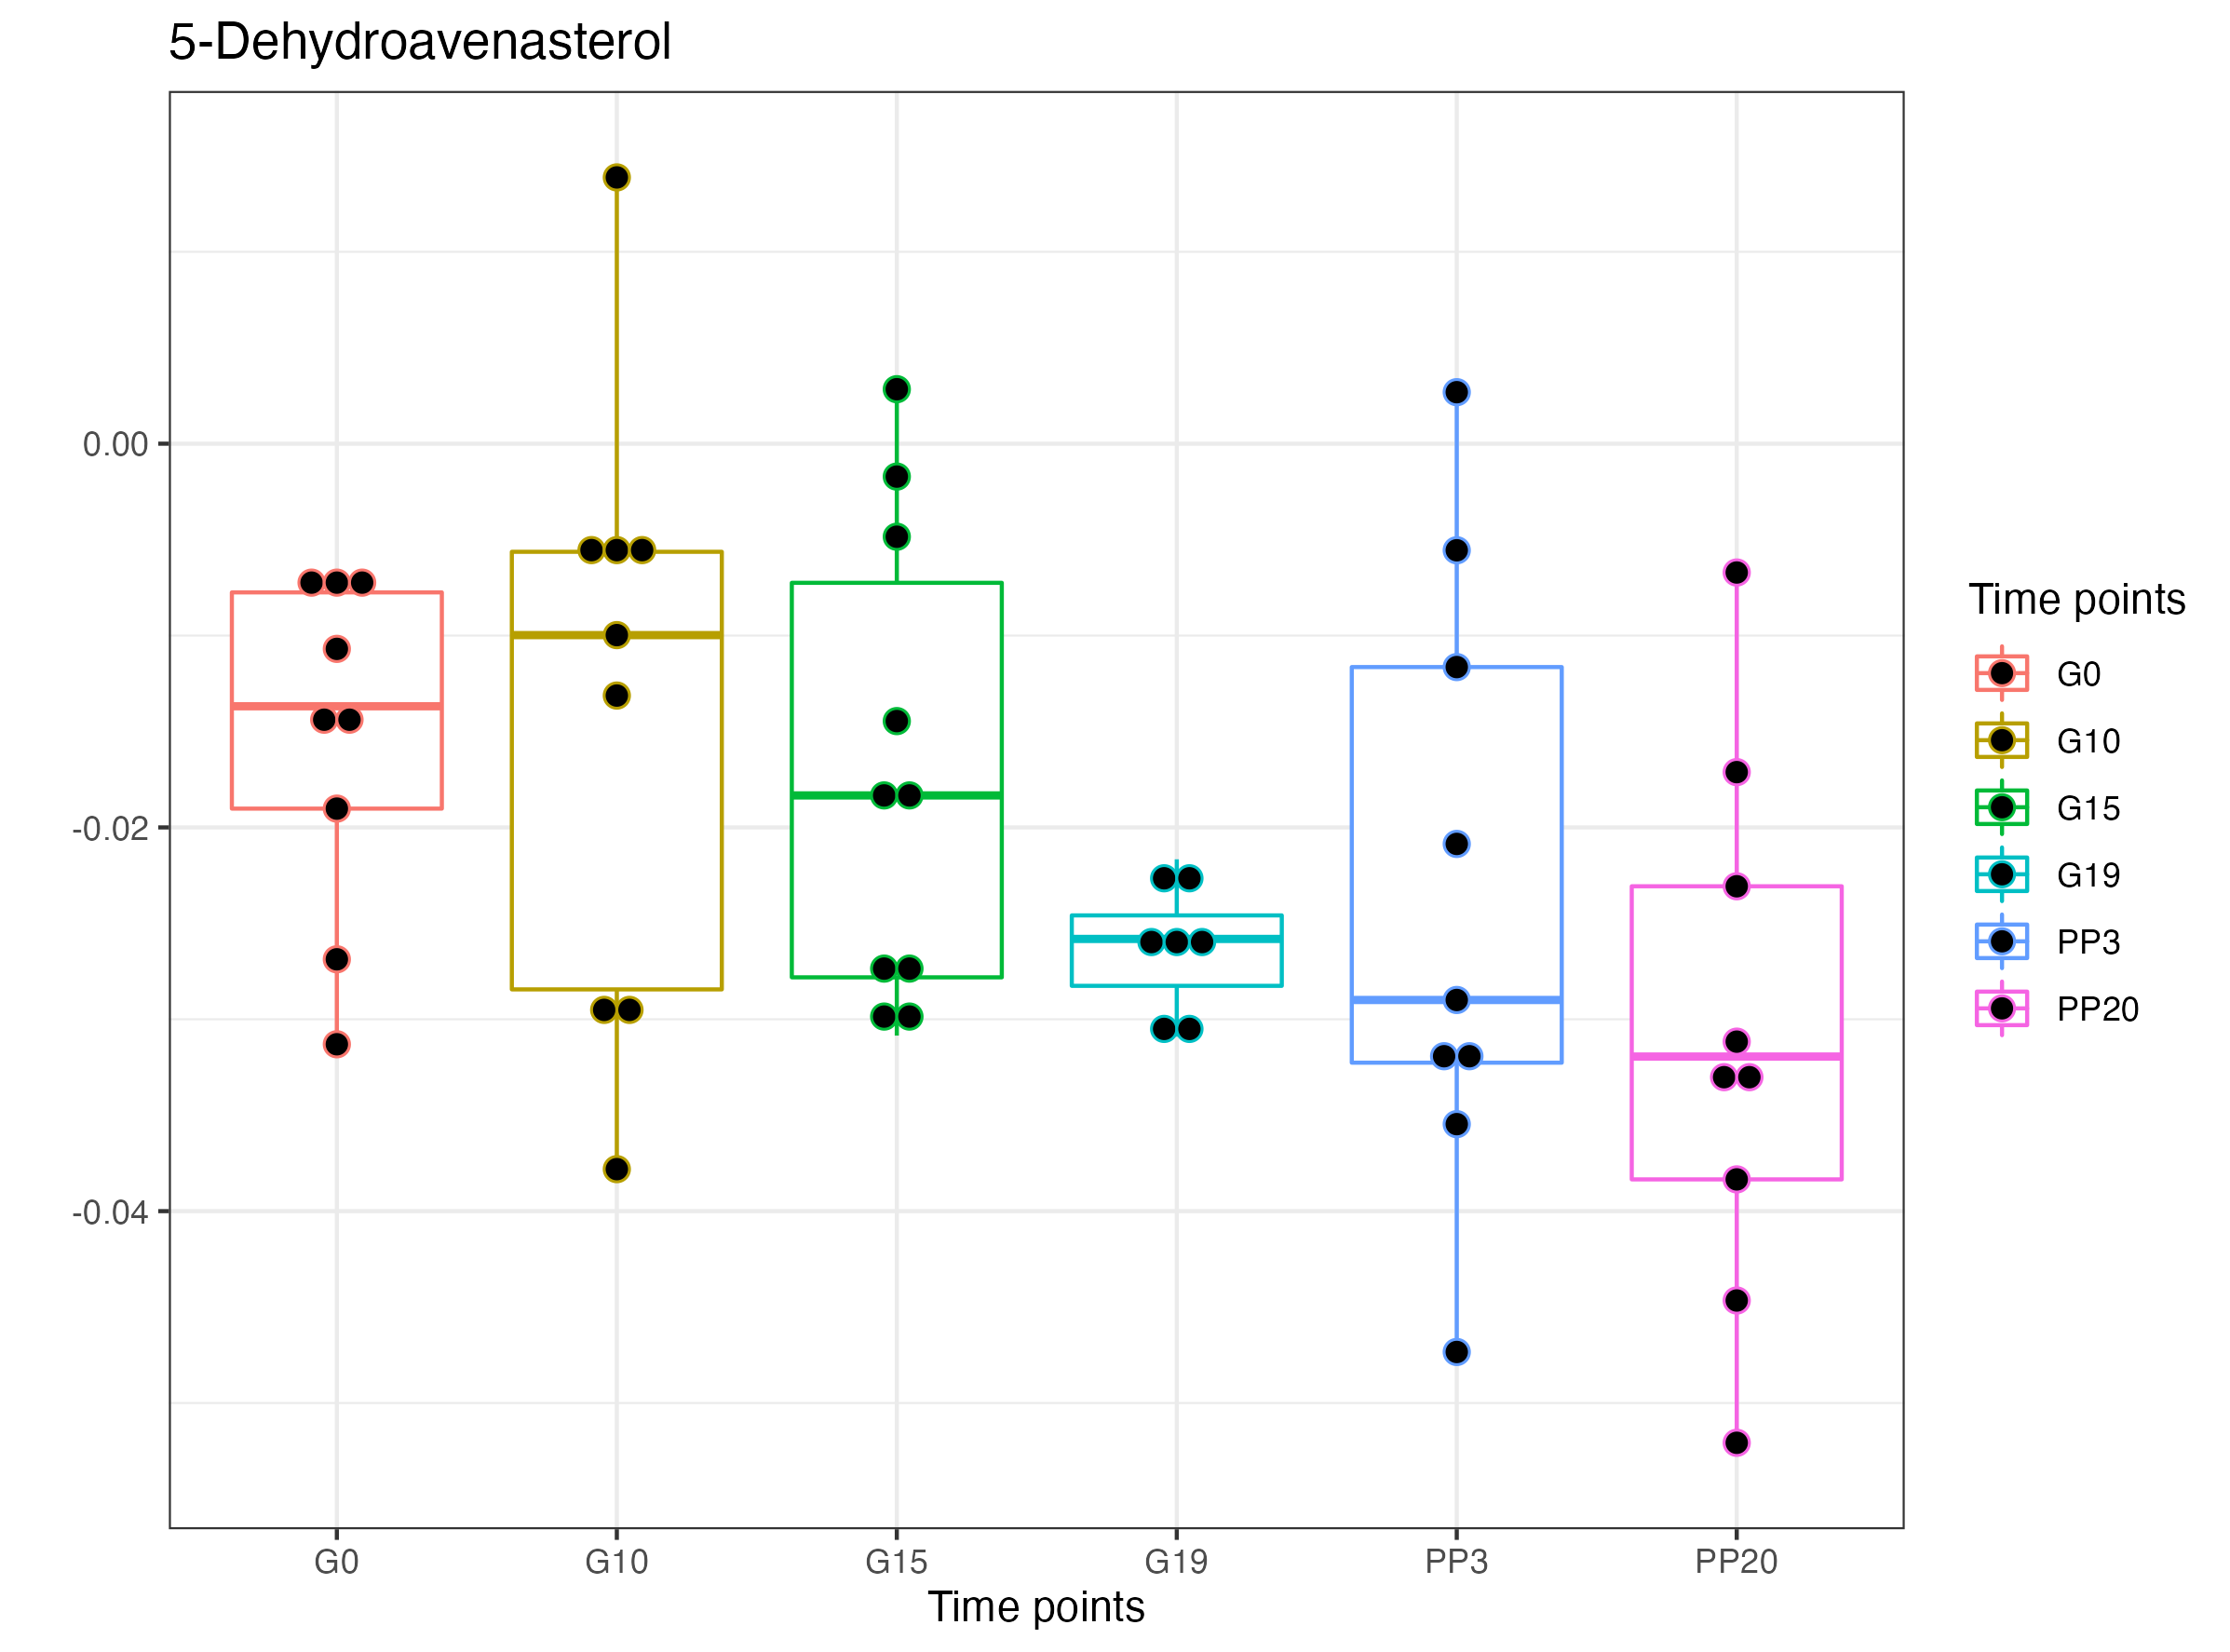 5-Dehydroavenasterol
0.00
-0.02
-0.04
G0 G10 G15 G19 PP3 PP20
Time points
Time points
G0
G10
G15
G19
PP3
PP20